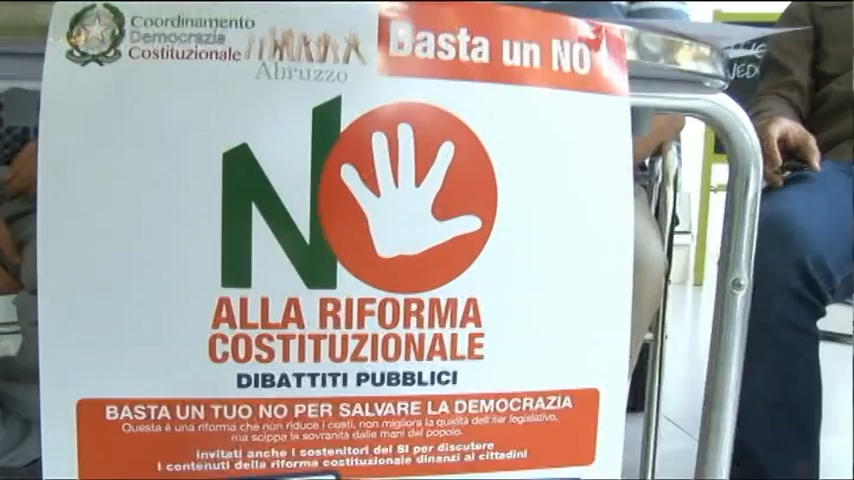 Coordinamento
Democrazia
Costituzionale
Abruzzo
Basta un NO
NO
ALLA RIFORMA
COSTITUZIONALE
DIBATTITI PUBBLICI
BASTA UN TUO NO PER SALVARE LA DEMOCRAZIA
Questa è una riforma che non riduce i costi, non migliora la qualità dell'iter legislativo,
ma scippa la sovranità dalle mani del popolo.
invitati anche i sostenitori del SI per discutere
i contenuti della riforma costituzionale dinanzi ai cittadini